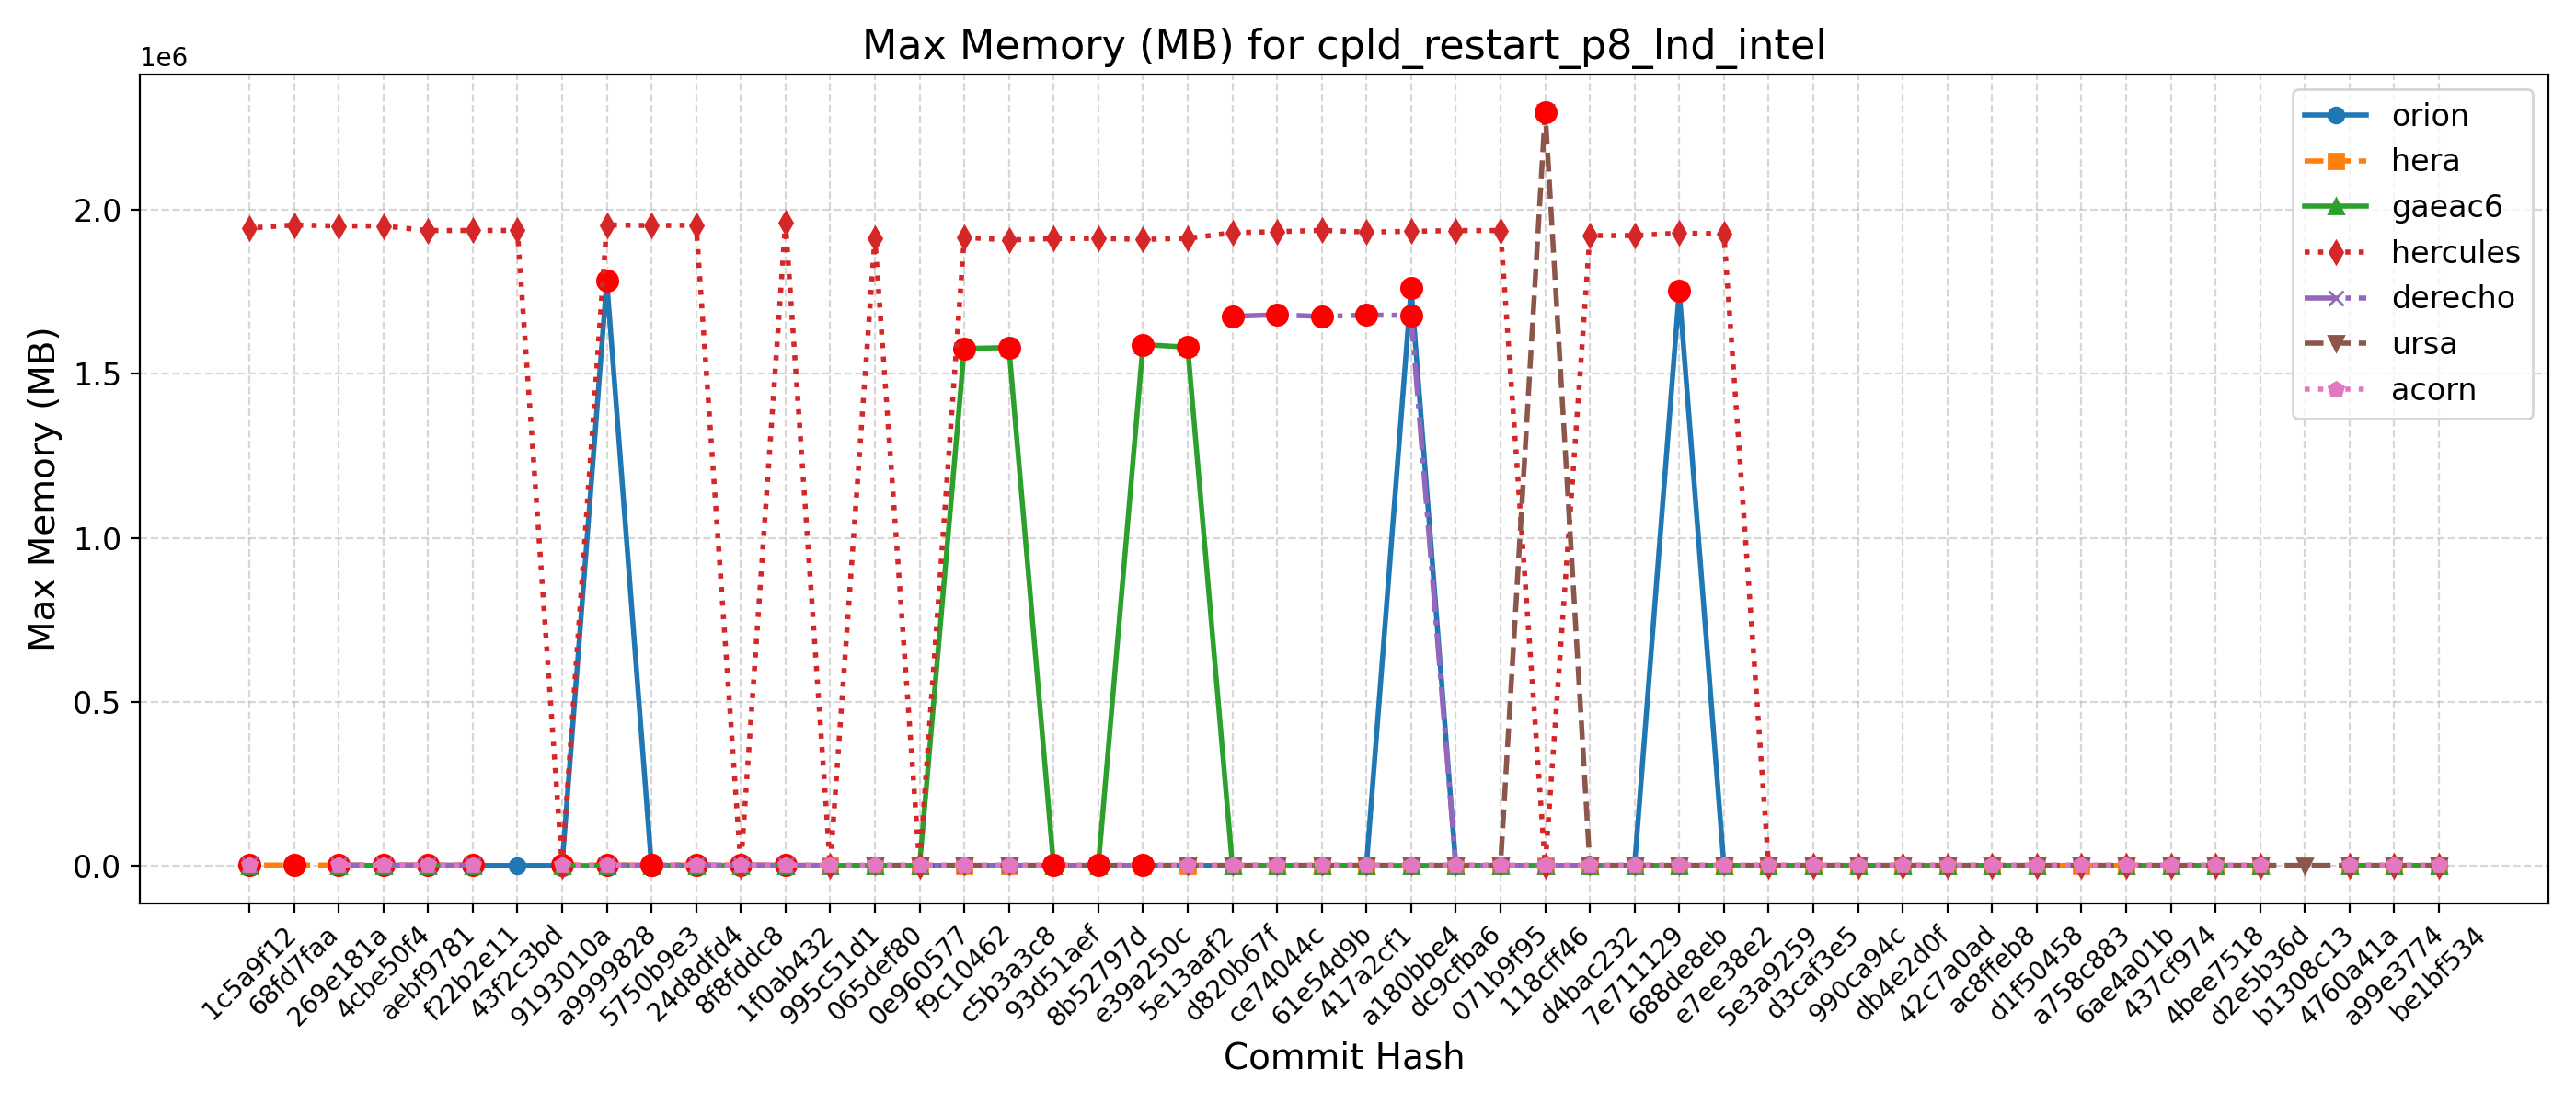 Max Memory (MB) for cpld_restart_p8_lnd_intel
1e6
2.0
1.5
1.0
0.5
0.0
Max Memory (MB)
orion
hera
gaeac6
hercules
derecho
ursa
acorn
1c5a9f12
68fd7faa
269e181a
4cbe50f4
aebf9781
f22b2e11
43f2c3bd
9193010a
a9999828
5750b9e3
24d8dfd4
8f8fddc8
1f0ab432
995c51d1
065def80
0e960577
f9c10462
c5b3a3c8
93d51aef
8b52797d
e39a250c
5e13aaf2
d820b67f
ce74044c
61e54d9b
417a2cf1
a180bbe4
dc9cfba6
071b9f95
118cff46
d4bac232
7e711129
688de8eb
e7ee38e2
5e3a9259
d3caf3e5
990ca94c
db4e2d0f
42c7a0ad
ac8ffeb8
d1f50458
a758c883
6ae4a01b
437cf974
4bee7518
d2e5b36d
b1308c13
4760a41a
a99e3774
be1bf534
Commit Hash